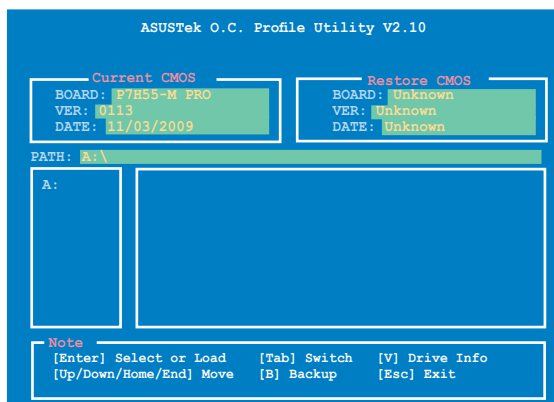 ASUSTek O.C. Profile Utility V2.10
Current CMOS
BOARD: P7H55-M PRO
VER: 0113
DATE: 11/03/2009
Restore CMOS
BOARD: Unknown
VER: Unknown
DATE: Unknown
PATH: A:\
A:
Note
[Enter] Select or Load [Tab] Switch [V] Drive Info
[Up/Down/Home/End] Move [B] Backup [Esc] Exit